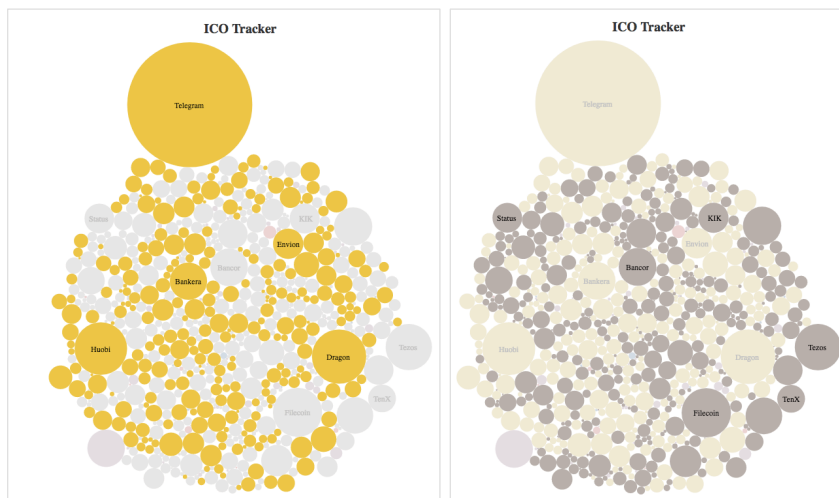 ICO Tracker
Telegram
Status
KIK
Envion
Bancor
Bankera
Huobi
Dragon
Tezos
TenX
Filecoin
ICO Tracker
Telegram
Status
KIK
Envion
Bancor
Bankera
Huobi
Dragon
Tezos
TenX
Filecoin